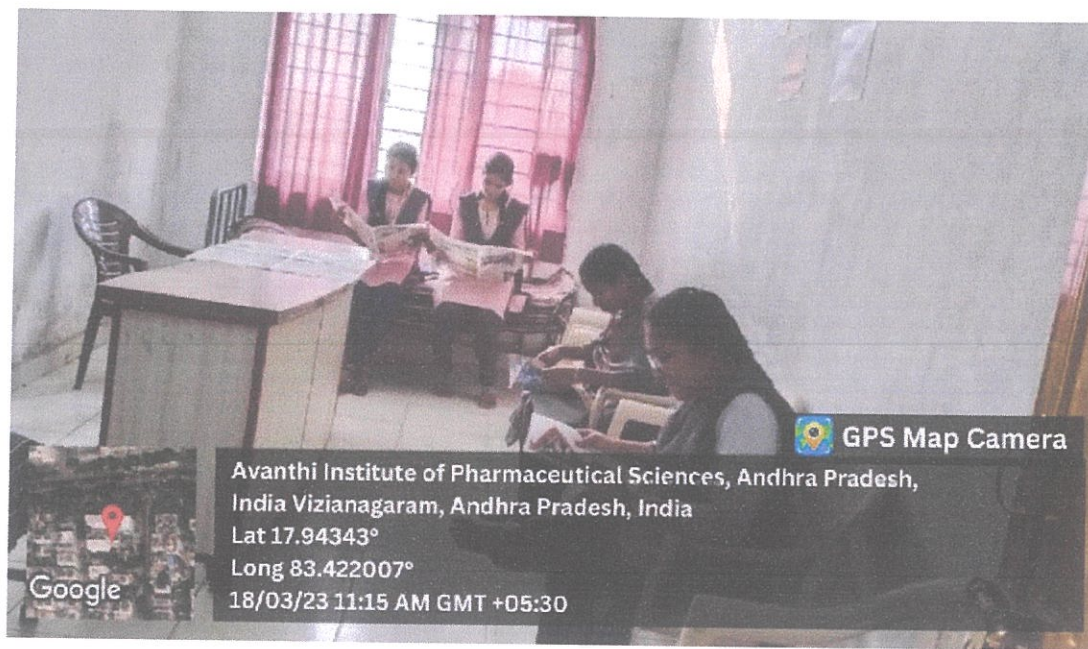 GPS Map Camera
Avanthi Institute of Pharmaceutical Sciences, Andhra Pradesh,
India Vizianagaram, Andhra Pradesh, India
Lat 17.94343°
Long 83.422007°
18/03/23 11:15 AM GMT +05:30
Google